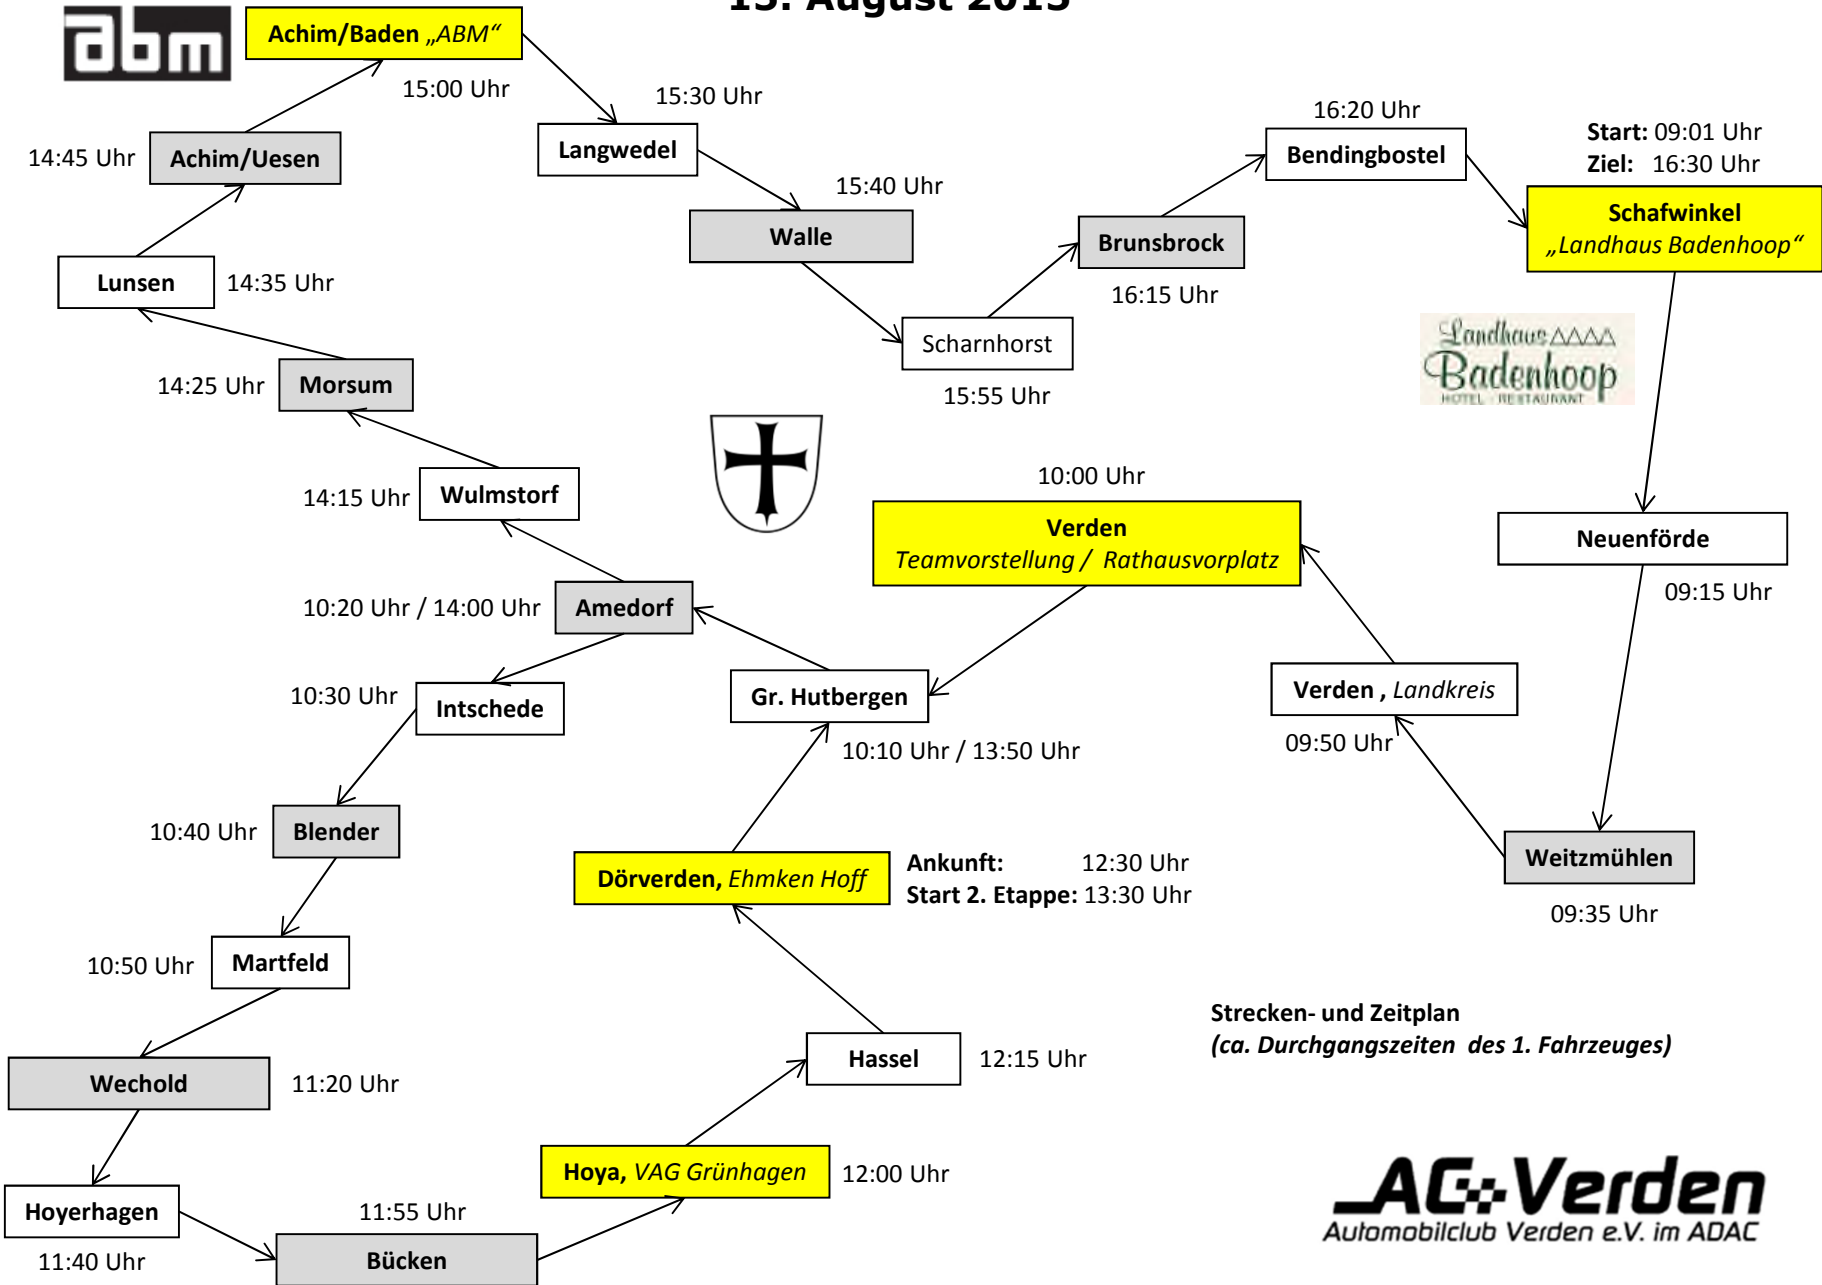 15. August 2015
abm
Achim/Baden „ABM“
15:00 Uhr
15:30 Uhr
Langwedel
14:45 Uhr
Achim/Uesen
16:20 Uhr
Bendingbostel
Start: 09:01 Uhr
Ziel: 16:30 Uhr
15:40 Uhr
Walle
Brunsbrock
16:15 Uhr
Schafwinkel
„Landhaus Badenhoop“
Lunsen
14:35 Uhr
Scharnhorst
15:55 Uhr
Landhaus
Badenhoop
HOTEL - RESTAURANT
14:25 Uhr
Morsum
14:15 Uhr
Wulmstorf
10:00 Uhr
Verden
Teamvorstellung / Rathausvorplatz
Neuenförde
09:15 Uhr
10:20 Uhr / 14:00 Uhr
Amedorf
10:30 Uhr
Intschede
Gr. Hutbergen
10:10 Uhr / 13:50 Uhr
Verden , Landkreis
09:50 Uhr
10:40 Uhr
Blender
Dörverden, Ehmken Hoff
Ankunft: 12:30 Uhr
Start 2. Etappe: 13:30 Uhr
Weitzmühlen
09:35 Uhr
10:50 Uhr
Martfeld
Strecken- und Zeitplan
(ca. Durchgangszeiten des 1. Fahrzeuges)
Hassel
12:15 Uhr
Wechold
11:20 Uhr
Hoya, VAG Grünhagen
12:00 Uhr
Hoyerhagen
11:40 Uhr
11:55 Uhr
Bücken
AC Verden
Automobilclub Verden e.V. im ADAC